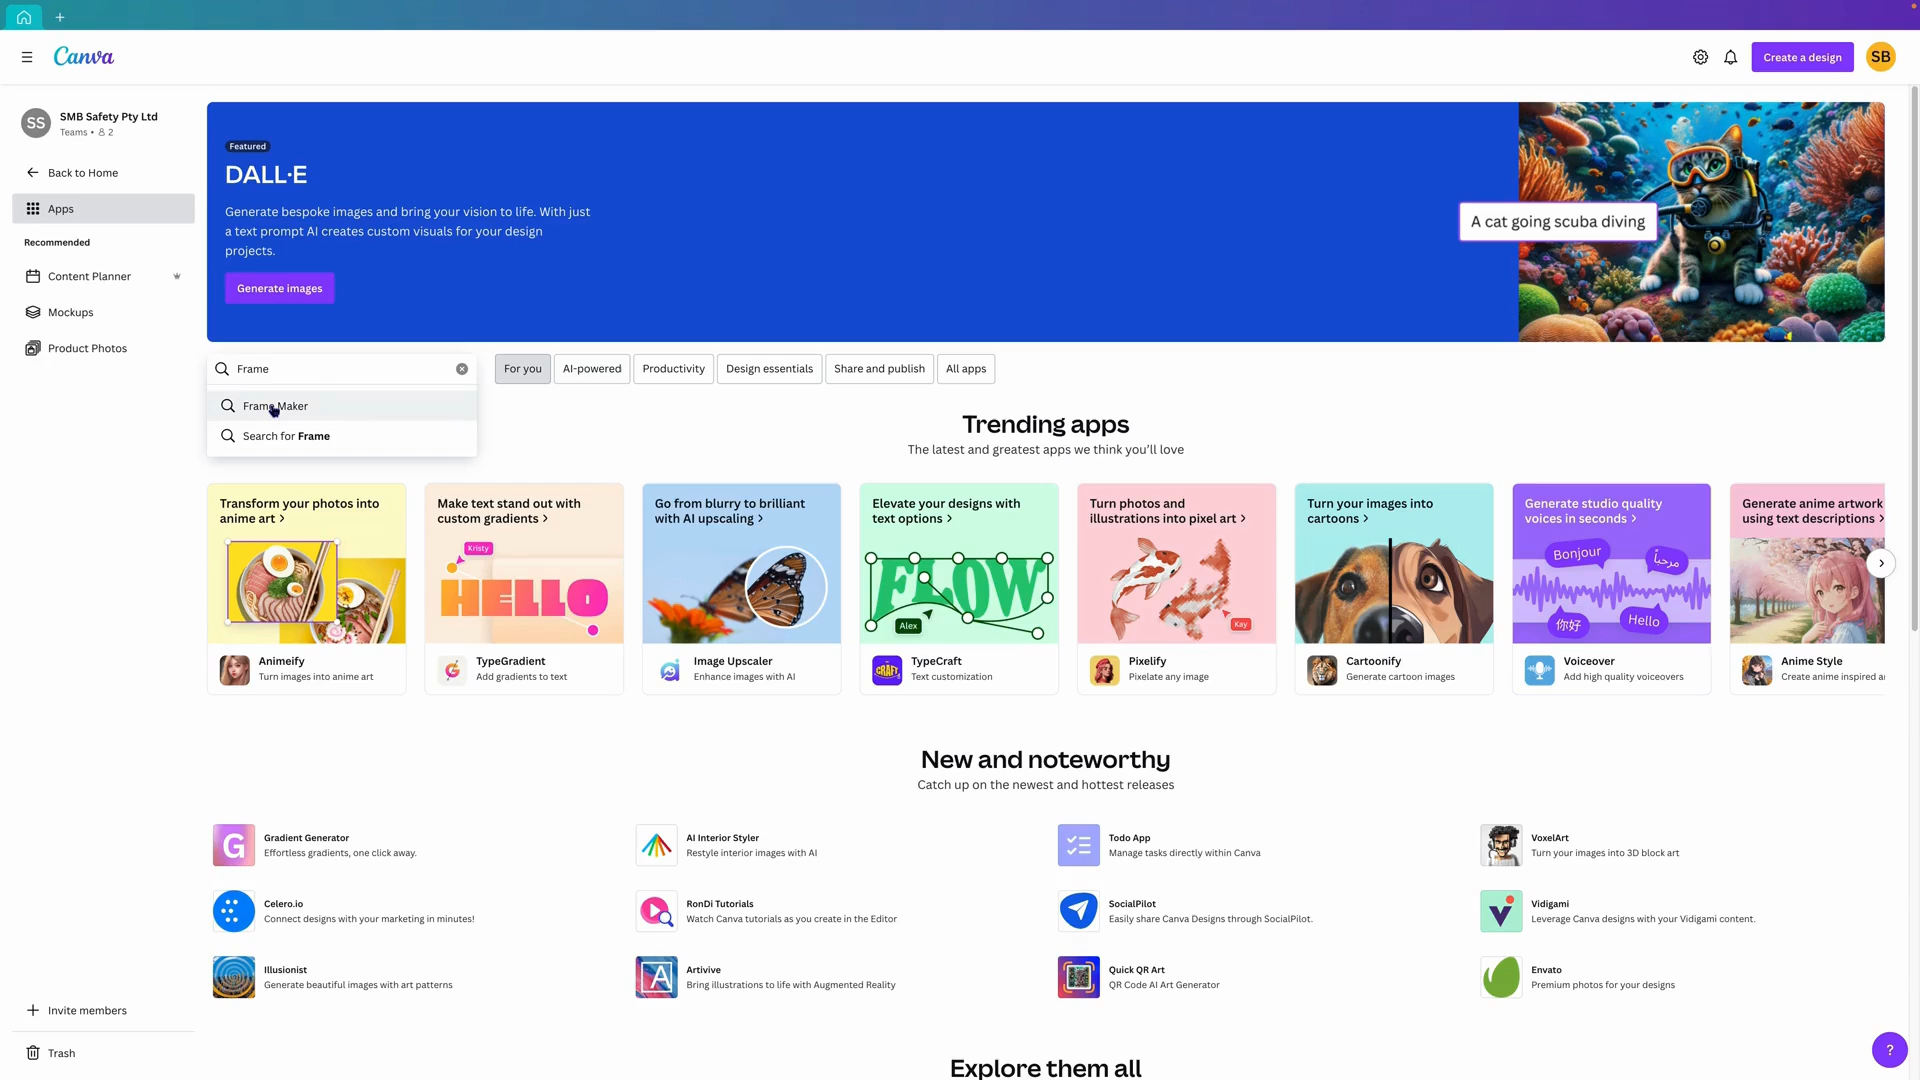 Canva
Create a design
SB
SS
SMB Safety Pty Ltd
Teams • 2
Back to Home
Apps
Recommended
Content Planner
Mockups
Product Photos
Featured
DALL·E
Generate bespoke images and bring your vision to life. With just
a text prompt AI creates custom visuals for your design
projects.
Generate images
A cat going scuba diving
Frame
Frame Maker
Search for Frame
For you
AI-powered
Productivity
Design essentials
Share and publish
All apps
Trending apps
The latest and greatest apps we think you'll love
Transform your photos into
anime art >
Animeify
Turn images into anime art
Make text stand out with
custom gradients >
Kristy
HELLO
TypeGradient
Add gradients to text
Go from blurry to brilliant
with AI upscaling >
Image Upscaler
Enhance images with AI
Elevate your designs with
text options >
FLOW
Alex
CRAFT
TypeCraft
Text customization
Turn photos and
illustrations into pixel art >
Kay
Pixelify
Pixelate any image
Turn your images into
cartoons >
Cartoonify
Generate cartoon images
Generate studio quality
voices in seconds >
Bonjour
مرحباً
你好
Hello
Voiceover
Add high quality voiceovers
Generate anime artwork
using text descriptions >
Anime Style
Create anime inspired a
New and noteworthy
Catch up on the newest and hottest releases
G
Gradient Generator
Effortless gradients, one click away.
AI Interior Styler
Restyle interior images with AI
Todo App
Manage tasks directly within Canva
VoxelArt
Turn your images into 3D block art
Celero.io
Connect designs with your marketing in minutes!
RonDi Tutorials
Watch Canva tutorials as you create in the Editor
SocialPilot
Easily share Canva Designs through SocialPilot.
Vidigami
Leverage Canva designs with your Vidigami content.
Illusionist
Generate beautiful images with art patterns
A
Artivive
Bring illustrations to life with Augmented Reality
Quick QR Art
QR Code AI Art Generator
Envato
Premium photos for your designs
Invite members
Trash
Explore them all
?